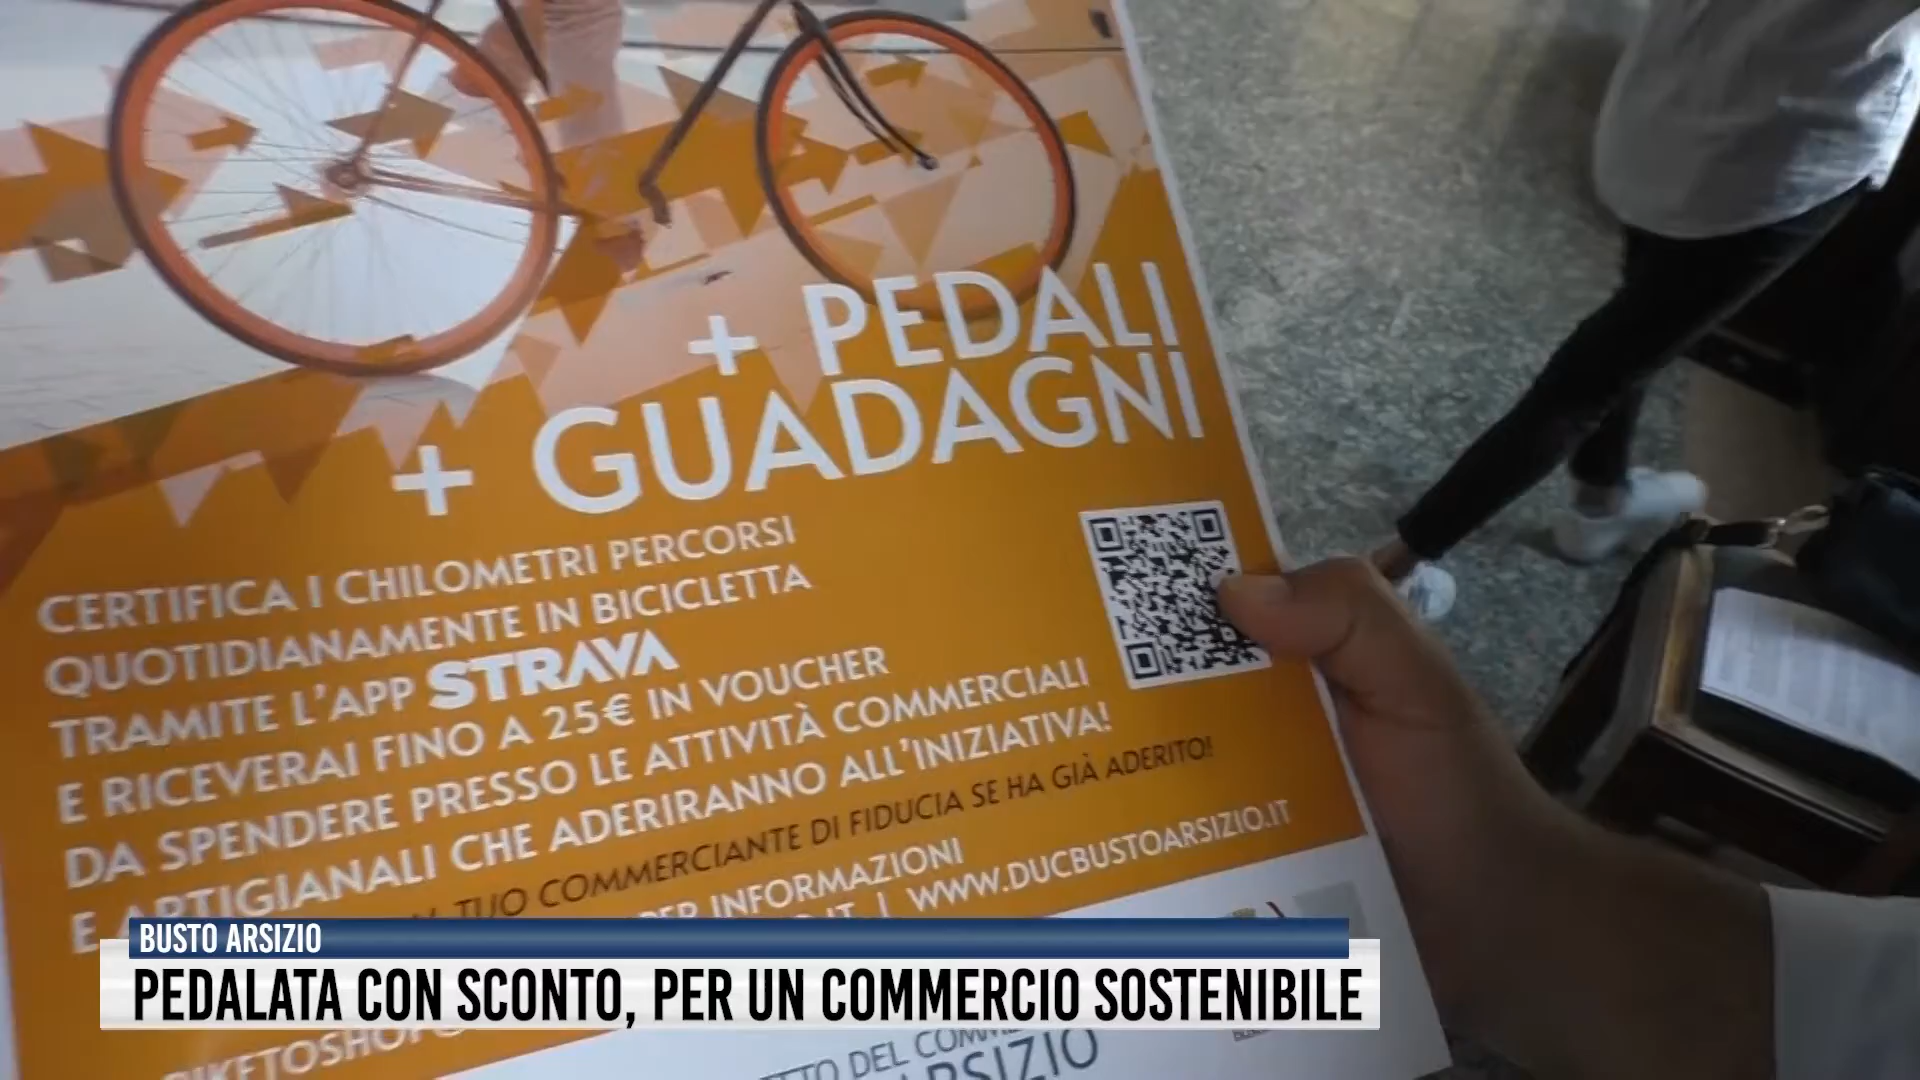 + PEDALI
+ GUADAGNI
CERTIFICA I CHILOMETRI PERCORSI
QUOTIDIANAMENTE IN BICICLETTA
TRAMITE L'APP STRAVA
E RICEVERAI FINO A 25€ IN VOUCHER
DA SPENDERE PRESSO LE ATTIVITÀ COMMERCIALI
E ARTIGIANALI CHE ADERIRANNO ALL'INIZIATIVA!
TUO COMMERCIANTE DI FIDUCIA SE HA GIÀ ADERITO!
PER INFORMAZIONI
.IT | WWW.DUCBUSTOARSIZIO.IT
BUSTO ARSIZIO
PEDALATA CON SCONTO, PER UN COMMERCIO SOSTENIBILE
DEL